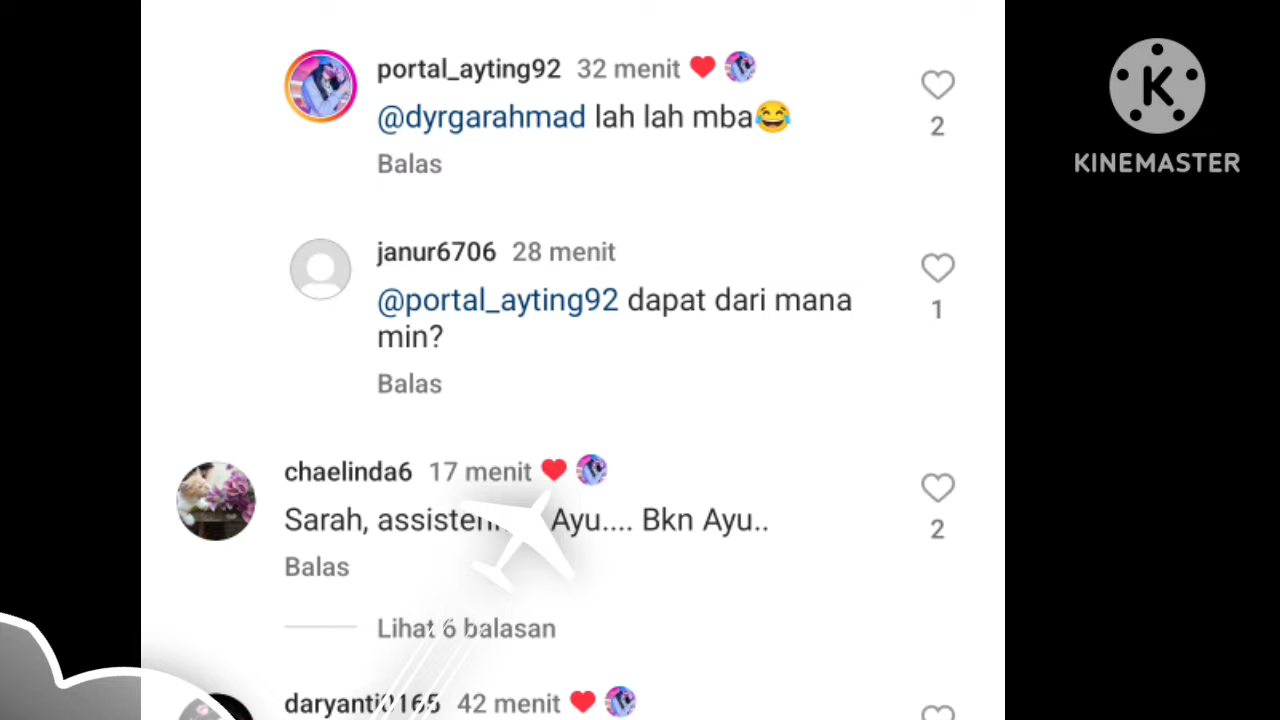 portal_ayting92 32 menit ❤️
@dyrgarahmad lah lah mba😂
2
Balas
KINEMASTER
janur6706 28 menit
@portal_ayting92 dapat dari mana
min?
1
Balas
chaelinda6 17 menit ❤️
Sarah, Ayu.... Bkn Ayu..
2
Balas
Lihat 6 balasan
daryanti0165 42 menit ❤️